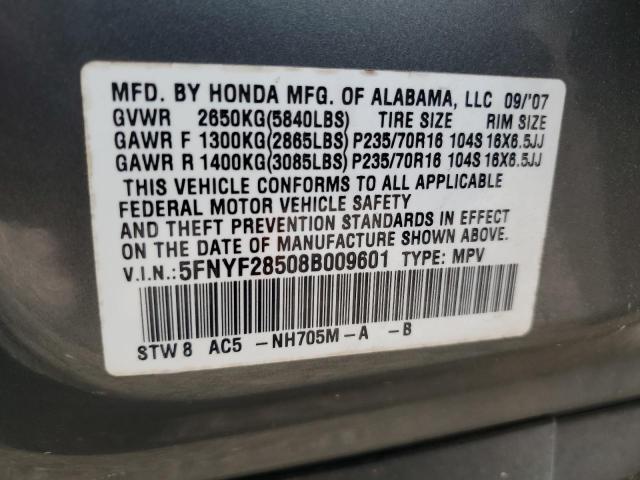 MFD. BY HONDA MFG. OF ALABAMA, LLC 09/'07
GVWR 2650KG(5840LBS) TIRE SIZE RIM SIZE
GAWR F 1300KG(2865LBS) P235/70R16 104S 16X6.5JJ
GAWR R 1400KG(3085LBS) P235/70R16 104S 16X6.5JJ
THIS VEHICLE CONFORMS TO ALL APPLICABLE
FEDERAL MOTOR VEHICLE SAFETY
AND THEFT PREVENTION STANDARDS IN EFFECT
ON THE DATE OF MANUFACTURE SHOWN ABOVE.
V.I.N.: 5FNYF28508B009601 TYPE: MPV
STW 8 AC5 -NH705M-A -B